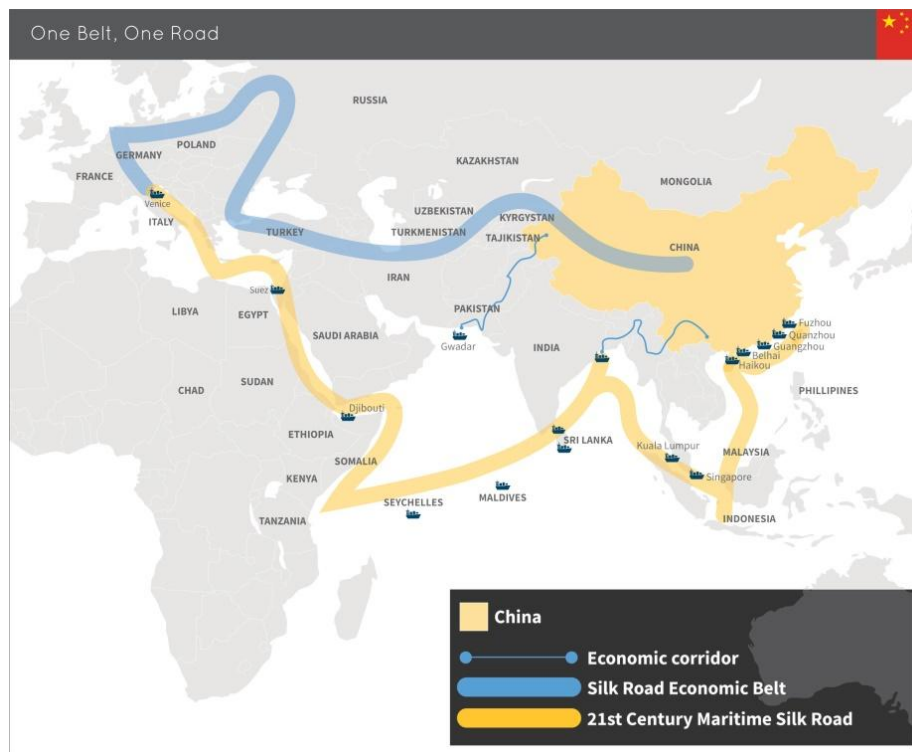 One Belt, One Road
RUSSIA
POLAND
GERMANY
FRANCE
KAZAKHSTAN
MONGOLIA
Venice
ITALY
UZBEKISTAN
KYRGYSTAN
TURKEY
TURKMENISTAN
TAJIKISTAN
CHINA
IRAN
Suez
LIBYA
EGYPT
PAKISTAN
SAUDI ARABIA
Gwadar
INDIA
Fuzhou
Quanzhou
Guangzhou
Belhai
Haikou
CHAD
SUDAN
PHILLIPINES
Djibouti
ETHIOPIA
SRI LANKA
Kuala Lumpur
MALAYSIA
SOMALIA
KENYA
Singapore
SEYCHELLES
MALDIVES
TANZANIA
INDONESIA
China
Economic corridor
Silk Road Economic Belt
21st Century Maritime Silk Road